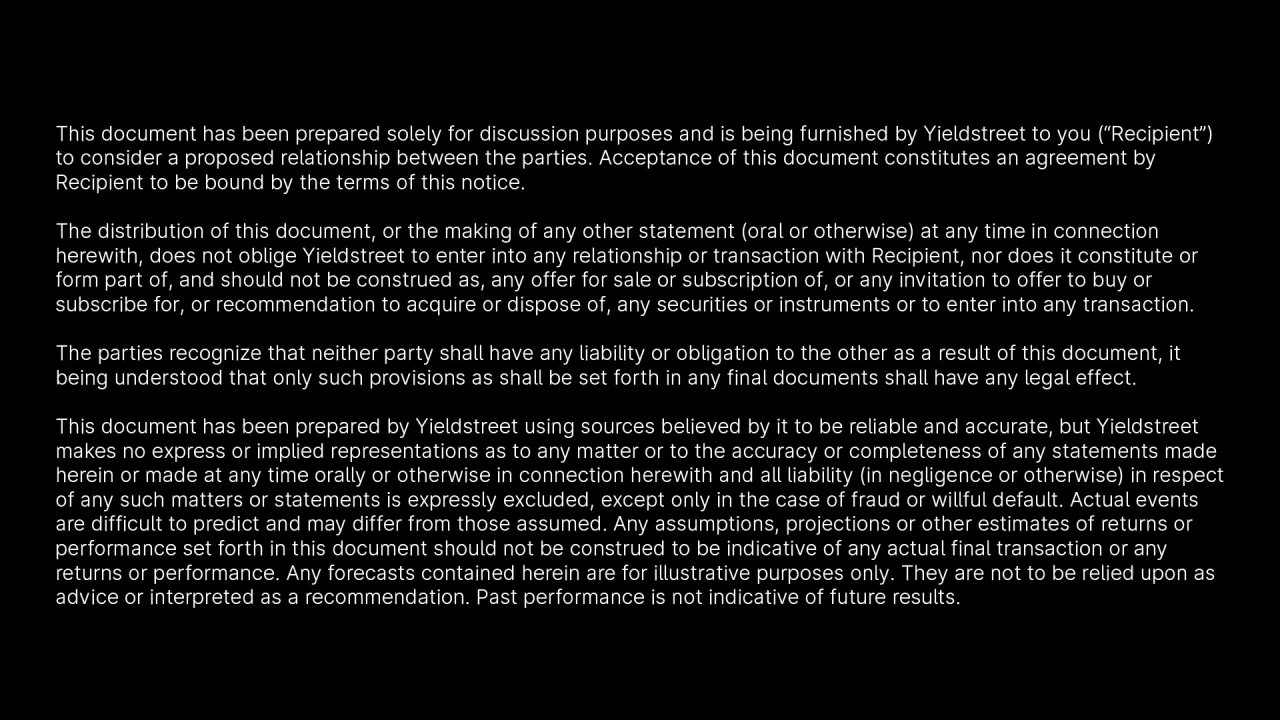 This document has been prepared solely for discussion purposes and is being furnished by Yieldstreet to you (“Recipient”)
to consider a proposed relationship between the parties. Acceptance of this document constitutes an agreement by
Recipient to be bound by the terms of this notice.
The distribution of this document, or the making of any other statement (oral or otherwise) at any time in connection
herewith, does not oblige Yieldstreet to enter into any relationship or transaction with Recipient, nor does it constitute or
form part of, and should not be construed as, any offer for sale or subscription of, or any invitation to offer to buy or
subscribe for, or recommendation to acquire or dispose of, any securities or instruments or to enter into any transaction.
The parties recognize that neither party shall have any liability or obligation to the other as a result of this document, it
being understood that only such provisions as shall be set forth in any final documents shall have any legal effect.
This document has been prepared by Yieldstreet using sources believed by it to be reliable and accurate, but Yieldstreet
makes no express or implied representations as to any matter or to the accuracy or completeness of any statements made
herein or made at any time orally or otherwise in connection herewith and all liability (in negligence or otherwise) in respect
of any such matters or statements is expressly excluded, except only in the case of fraud or willful default. Actual events
are difficult to predict and may differ from those assumed. Any assumptions, projections or other estimates of returns or
performance set forth in this document should not be construed to be indicative of any actual final transaction or any
returns or performance. Any forecasts contained herein are for illustrative purposes only. They are not to be relied upon as
advice or interpreted as a recommendation. Past performance is not indicative of future results.